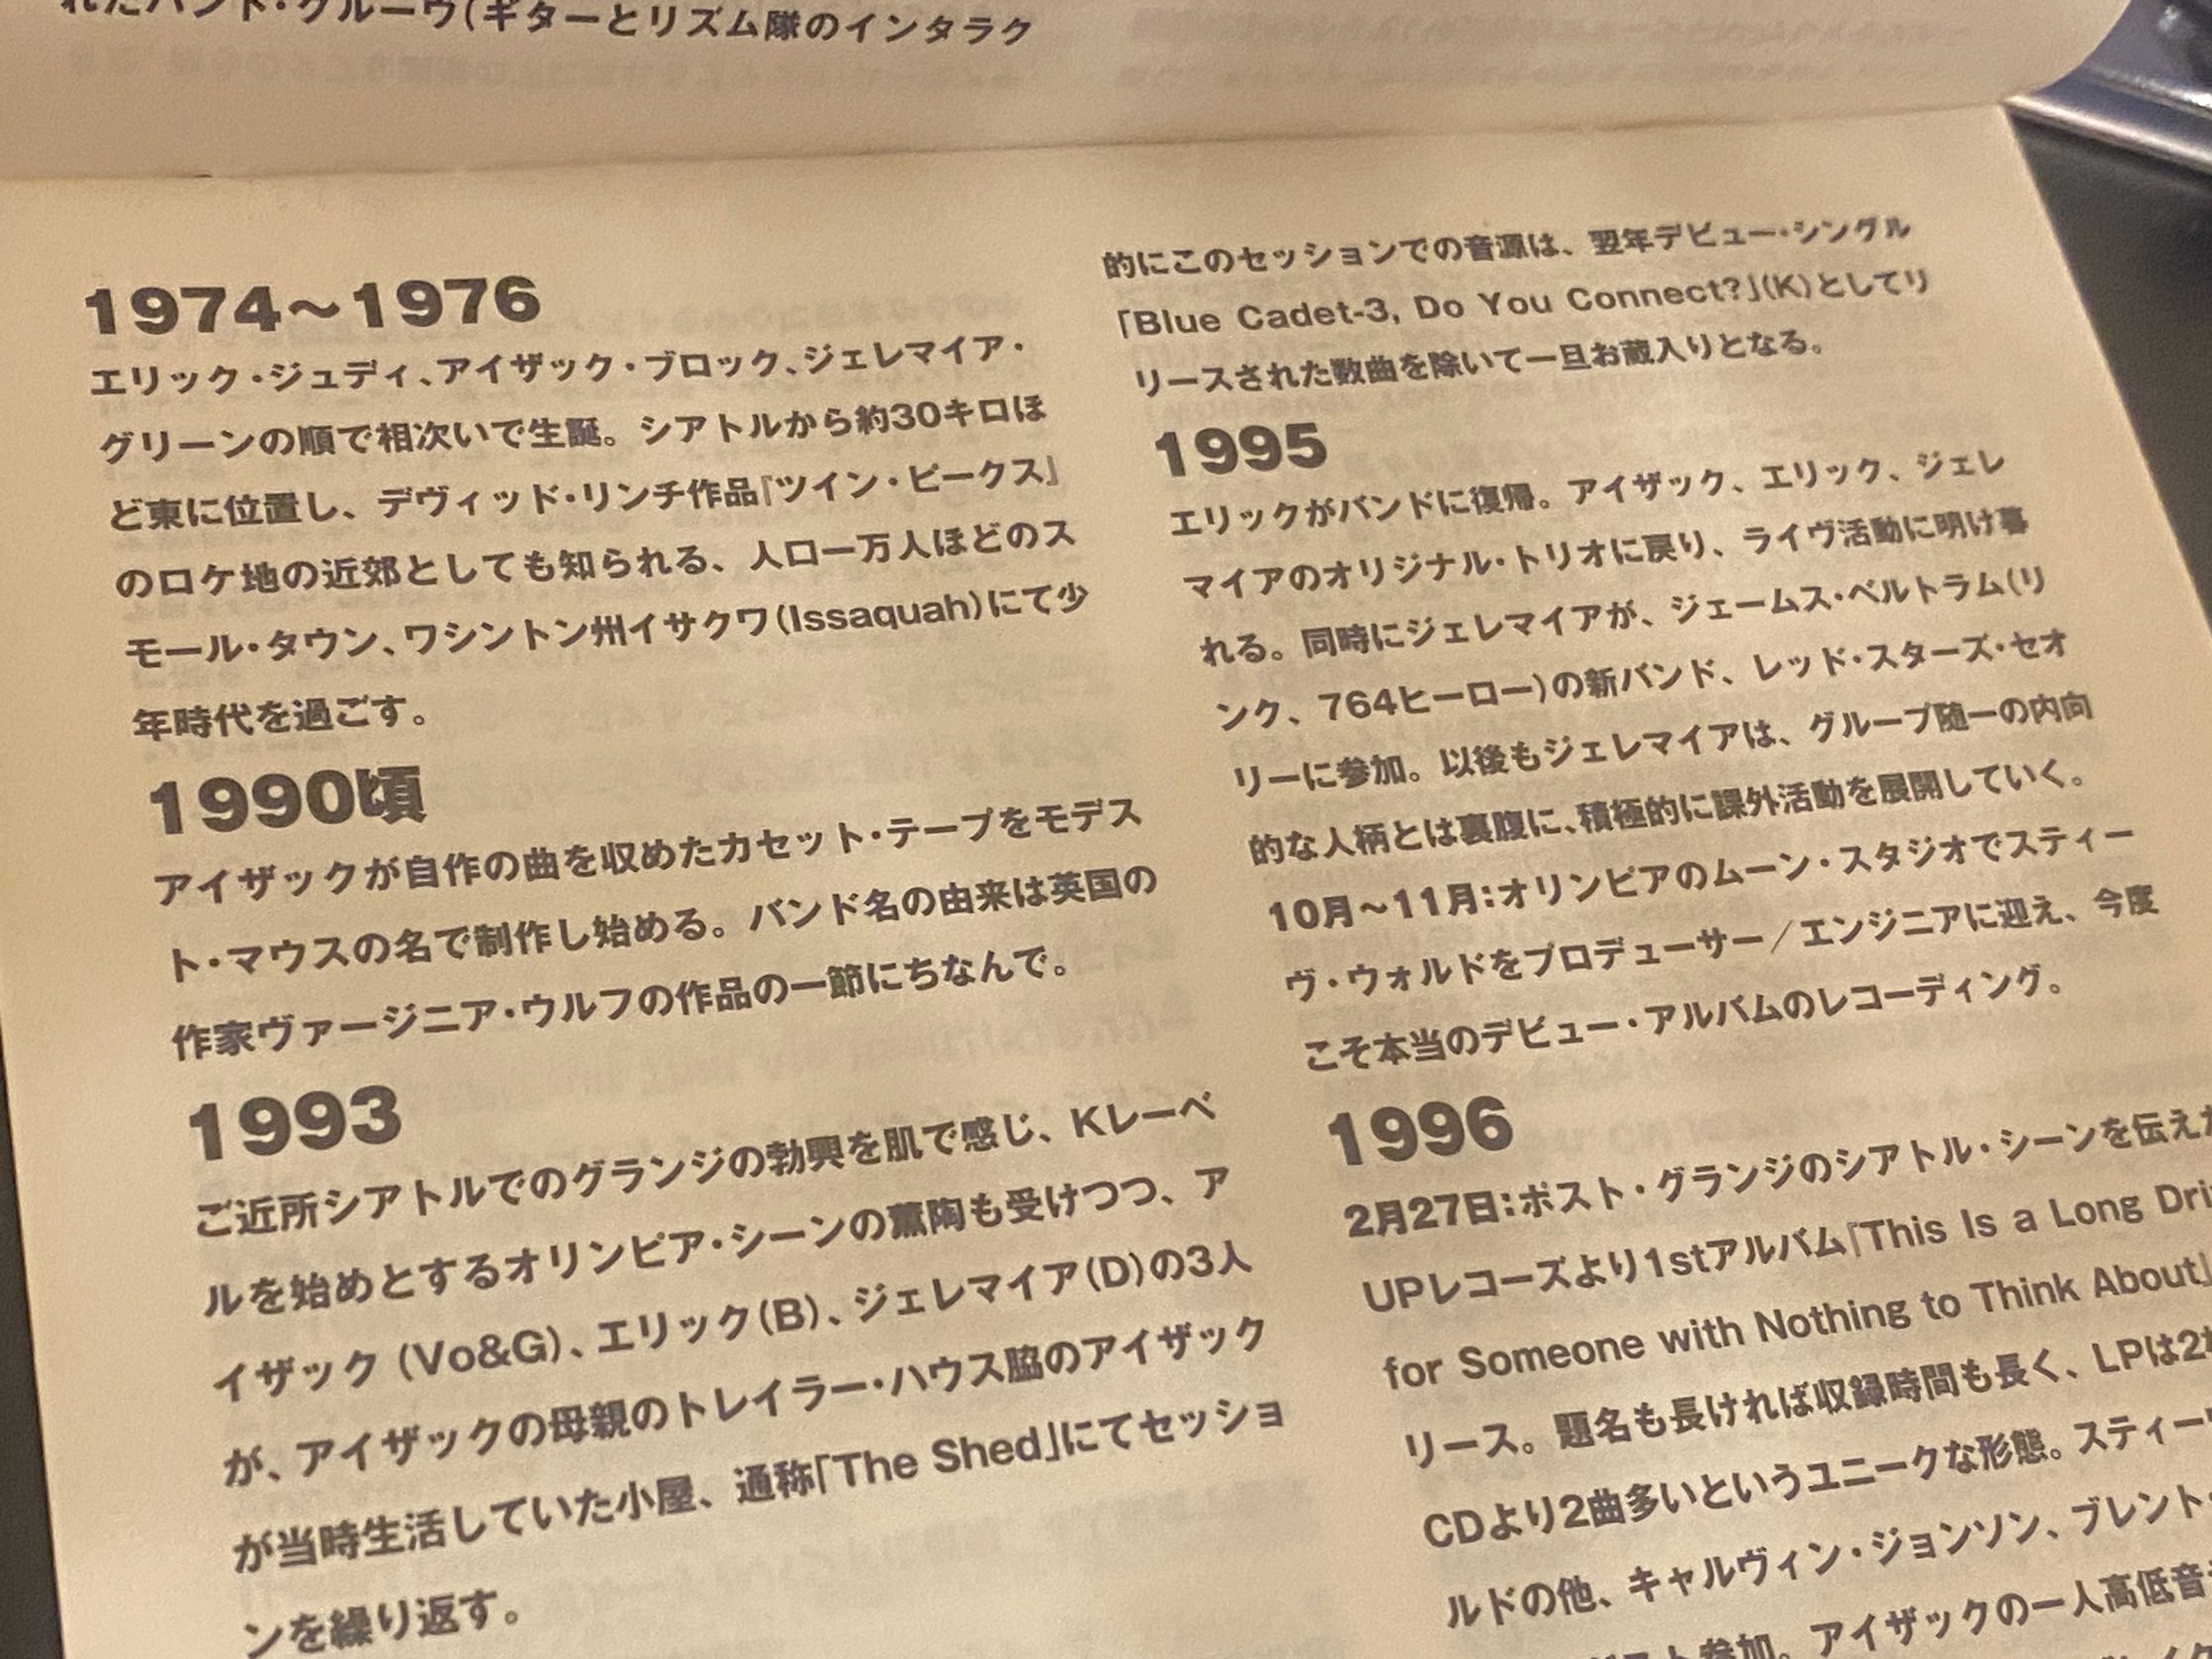 れたバンド・グルーヴ(ギターとリズム隊のインタラク
1974〜1976
エリック・ジュディ、アイザック・ブロック、ジェレマイア・
グリーンの順で相次いで生誕。シアトルから約30キロほ
ど東に位置し、デヴィッド・リンチ作品『ツイン・ピークス』
のロケ地の近郊としても知られる、人口一万人ほどのス
モール・タウン、ワシントン州イサクワ(Issaquah)にて少
年時代を過ごす。
1990頃
アイザックが自作の曲を収めたカセット・テープをモデス
ト・マウスの名で制作し始める。バンド名の由来は英国の
作家ヴァージニア・ウルフの作品の一節にちなんで。
1993
ご近所シアトルでのグランジの勃興を肌で感じ、Kレーベ
ルを始めとするオリンピア・シーンの薫陶も受けつつ、ア
イザック (Vo&G)、エリック(B)、ジェレマイア(D)の3人
が、アイザックの母親のトレイラー・ハウス脇のアイザック
が当時生活していた小屋、通称「The Shed」にてセッショ
ンを繰り返す。
的にこのセッションでの音源は、翌年デビュー・シングル
「Blue Cadet-3, Do You Connect?」(K)としてリ
リースされた数曲を除いて一旦お蔵入りとなる。
1995
エリックがバンドに復帰。アイザック、エリック、ジェレ
マイアのオリジナル・トリオに戻り、ライヴ活動に明け暮
れる。同時にジェレマイアが、ジェームス・ベルトラム(リ
ンク、764ヒーロー)の新バンド、レッド・スターズ・セオ
リーに参加。以後もジェレマイアは、グループ随一の内向
的な人柄とは裏腹に、積極的に課外活動を展開していく。
10月〜11月:オリンピアのムーン・スタジオでスティー
ヴ・ウォルドをプロデューサー/エンジニアに迎え、今度
こそ本当のデビュー・アルバムのレコーディング。
1996
2月27日:ポスト・グランジのシアトル・シーンを伝え
UPレコーズより1stアルバム『This Is a Long
for Someone with Nothing to Think About』
リース。題名も長ければ収録時間も長く、LPは2
CDより2曲多いというユニークな形態。スティー
ルドの他、キャルヴィン・ジョンソン、ブレント
参加。アイザックの一人高低音